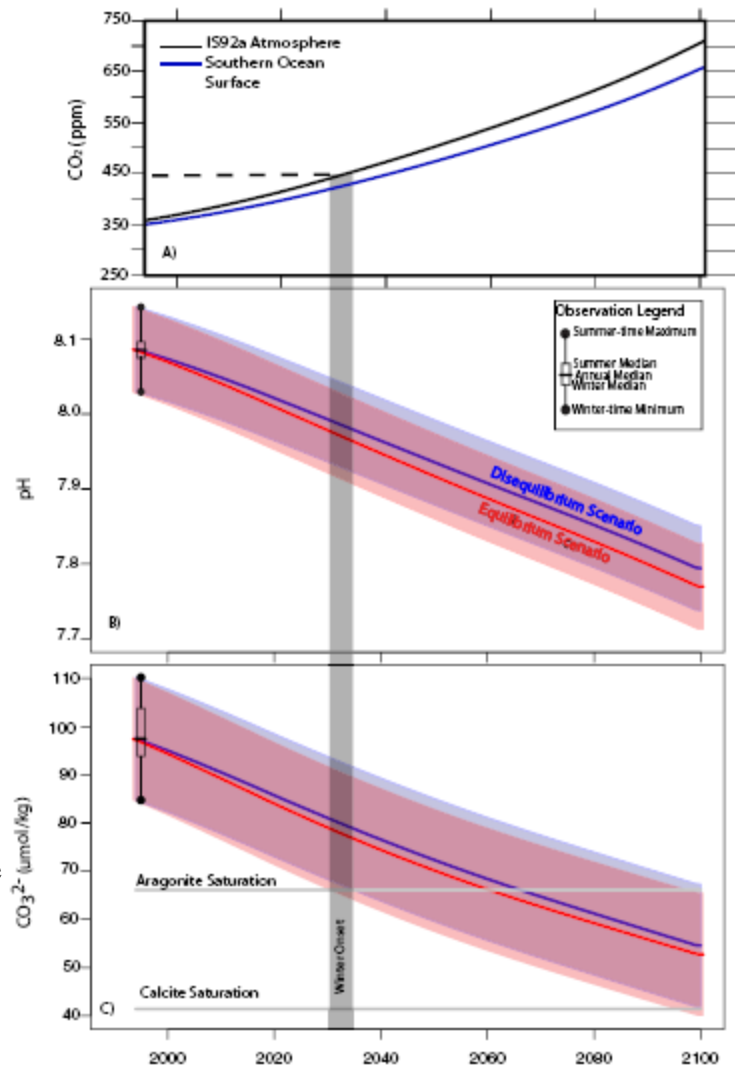 750
650
550
450
350
250
CO₂ (ppm)
IS92a Atmosphere
Southern Ocean
Surface
A)
8.1
8.0
7.9
7.8
7.7
pH
Observation Legend
Summer-time Maximum
Summer Median
Annual Median
Winter Median
Winter-time Minimum
Disequilibrium Scenario
Equilibrium Scenario
B)
110
100
90
80
70
60
50
40
CO₃²⁻ (umol/kg)
Aragonite Saturation
Winter Onset
Calcite Saturation
C)
2000 2020 2040 2060 2080 2100